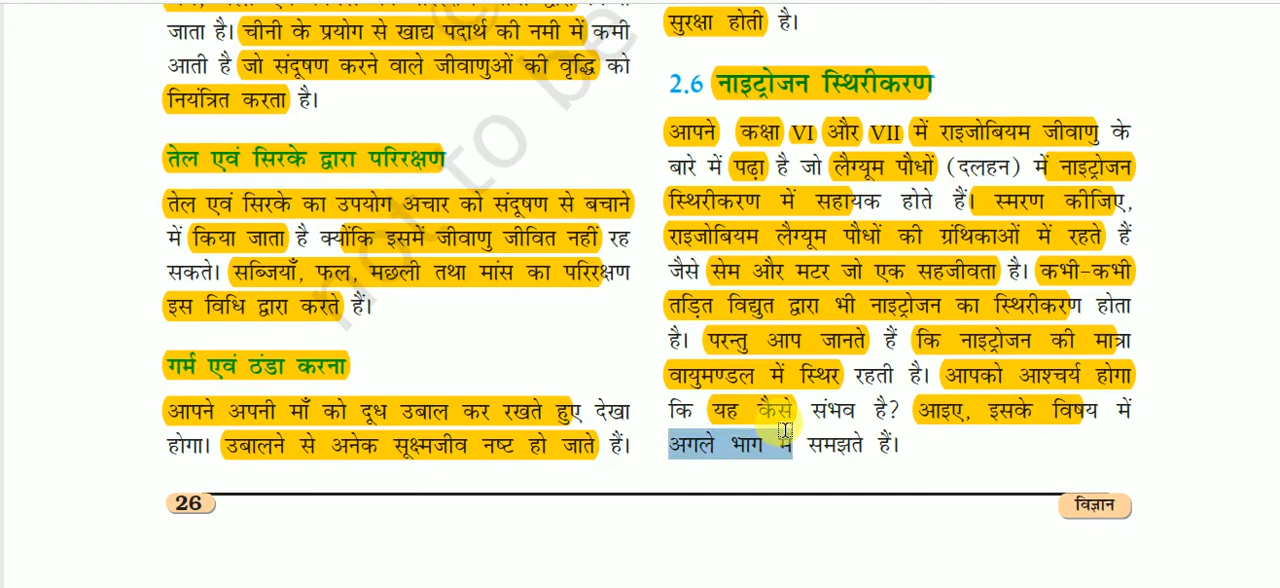 जाता है। चीनी के प्रयोग से खाद्य पदार्थ की नमी में कमी
आती है जो संदूषण करने वाले जीवाणुओं की वृद्धि को
नियंत्रित करता है।
तेल एवं सिरके द्वारा परिरक्षण
तेल एवं सिरके का उपयोग अचार को संदूषण से बचाने
में किया जाता है क्योंकि इसमें जीवाणु जीवित नहीं रह
सकते। सब्जियाँ, फल, मछली तथा मांस का परिरक्षण
इस विधि द्वारा करते हैं।
गर्म एवं ठंडा करना
आपने अपनी माँ को दूध उबाल कर रखते हुए देखा
होगा। उबालने से अनेक सूक्ष्मजीव नष्ट हो जाते हैं।
सुरक्षा होती है।
2.6 नाइट्रोजन स्थिरीकरण
आपने कक्षा VI और VII में राइजोबियम जीवाणु के
बारे में पढ़ा है जो लैग्यूम पौधों (दलहन) में नाइट्रोजन
स्थिरीकरण में सहायक होते हैं। स्मरण कीजिए,
राइजोबियम लैग्यूम पौधों की ग्रंथिकाओं में रहते हैं
जैसे सेम और मटर जो एक सहजीवता है। कभी-कभी
तड़ित विद्युत द्वारा भी नाइट्रोजन का स्थिरीकरण होता
है। परन्तु आप जानते हैं कि नाइट्रोजन की मात्रा
वायुमण्डल में स्थिर रहती है। आपको आश्चर्य होगा
कि यह कैसे संभव है? आइए, इसके विषय में
अगले भाग में समझते हैं।
26
विज्ञान
not to be